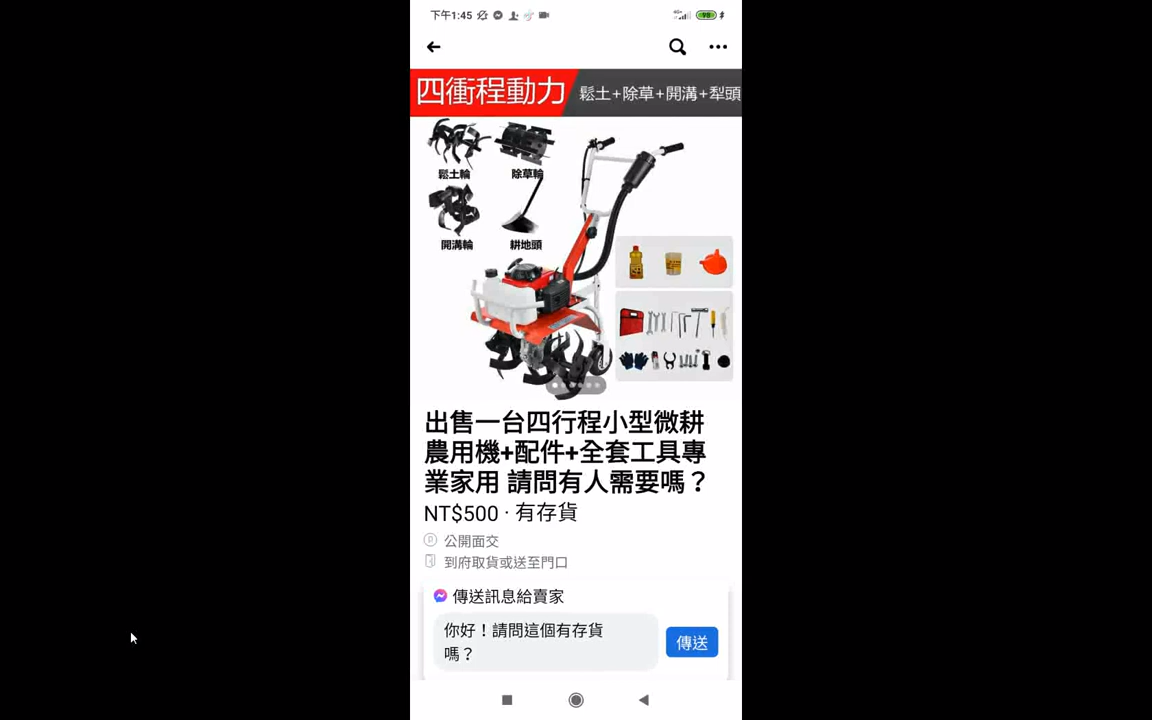 下午1:45
4G+
98
四衝程動力
鬆土+除草+開溝+犁頭
鬆土輪
除草輪
開溝輪
耕地頭
出售一台四行程小型微耕
農用機+配件+全套工具專
業家用 請問有人需要嗎？
NT$500 · 有存貨
公開面交
到府取貨或送至門口
傳送訊息給賣家
你好！請問這個有存貨
嗎？
傳送